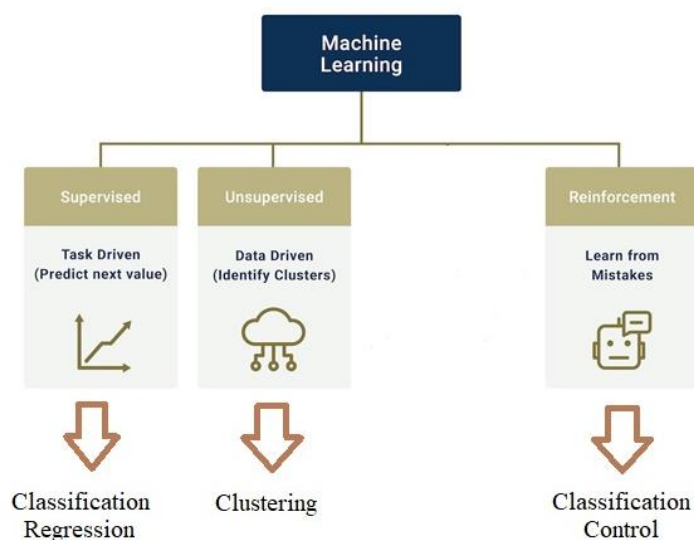 Machine
Learning
Supervised
Task Driven
(Predict next value)
Classification
Regression
Unsupervised
Data Driven
(Identify Clusters)
Clustering
Reinforcement
Learn from
Mistakes
Classification
Control